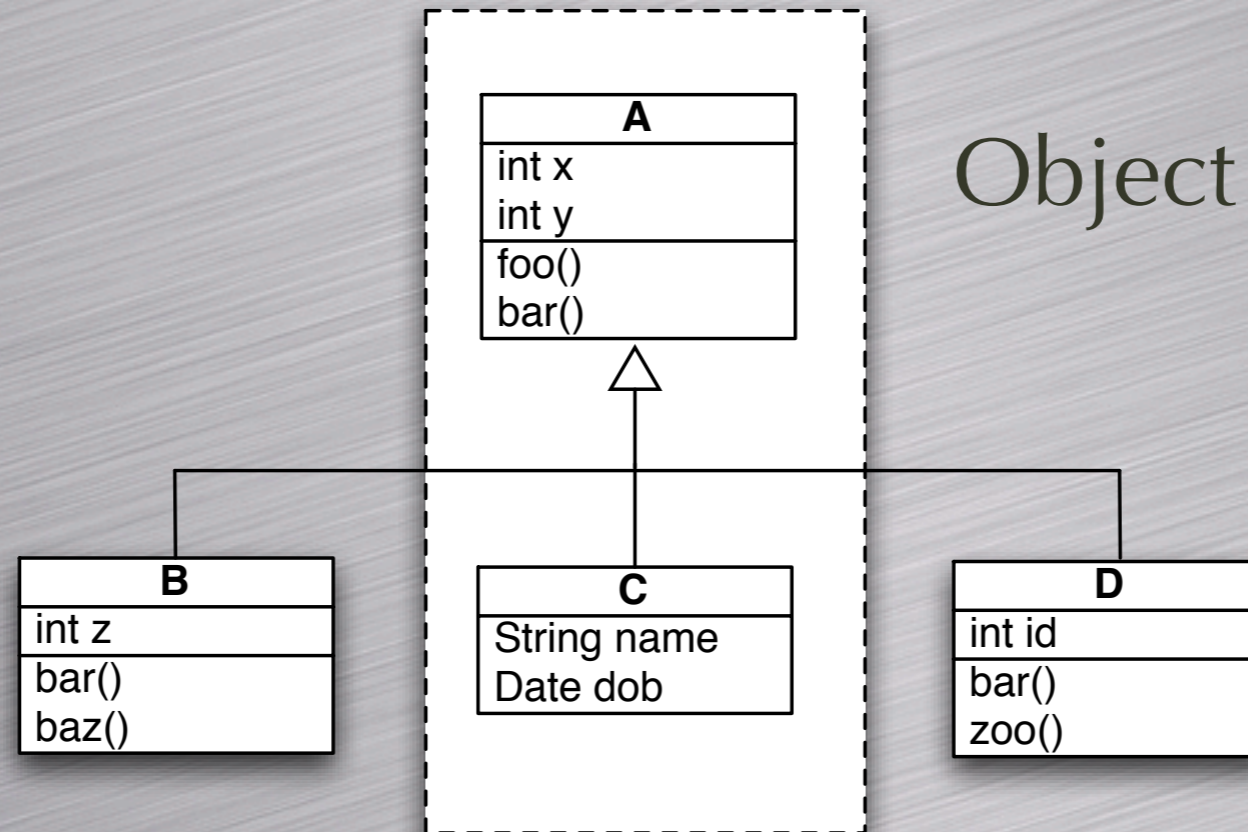 Object
A
int x
int y
foo()
bar()
B
int z
bar()
baz()
C
String name
Date dob
D
int id
bar()
zoo()